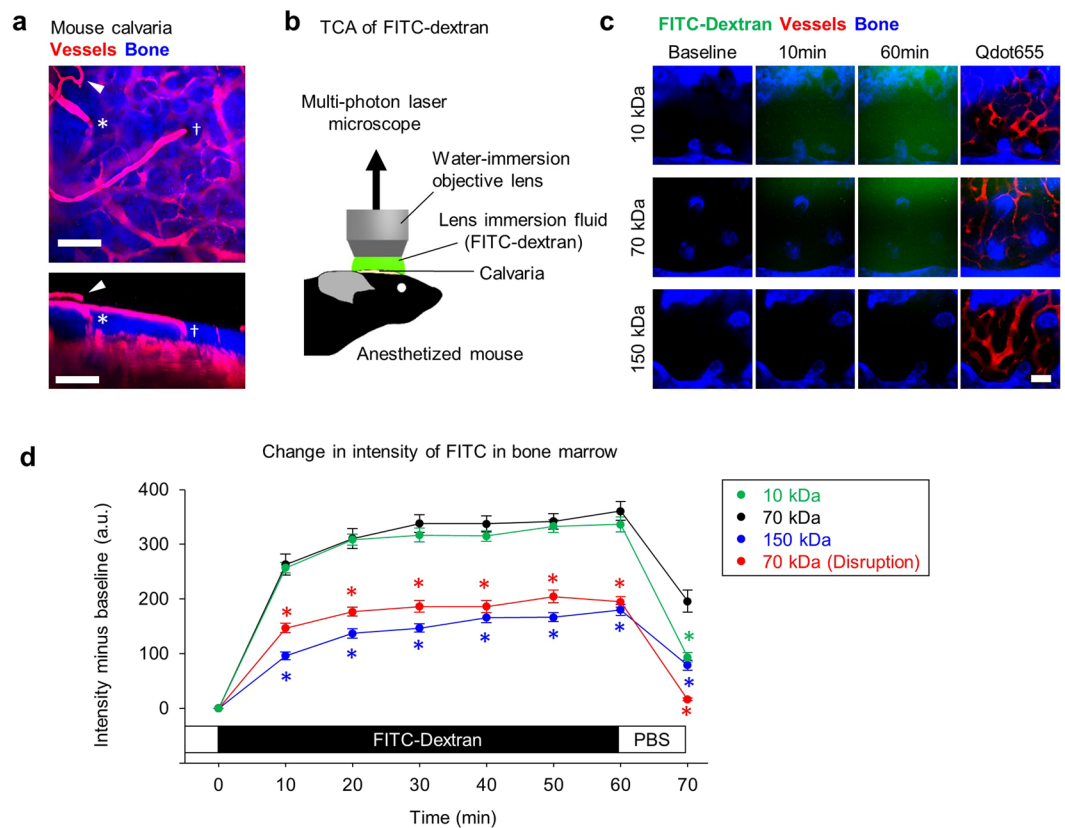 a
Mouse calvaria
Vessels Bone
*
†
*
†
b
TCA of FITC-dextran
Multi-photon laser
microscope
Water-immersion
objective lens
Lens immersion fluid
(FITC-dextran)
Calvaria
Anesthetized mouse
c
FITC-Dextran Vessels Bone
Baseline 10min 60min Qdot655
10 kDa
70 kDa
150 kDa
d
Change in intensity of FITC in bone marrow
Intensity minus baseline (a.u.)
400
300
200
100
0
* * * * * *
* * * * * *
*
*
*
10 kDa
70 kDa
150 kDa
70 kDa (Disruption)
FITC-Dextran PBS
0 10 20 30 40 50 60 70
Time (min)